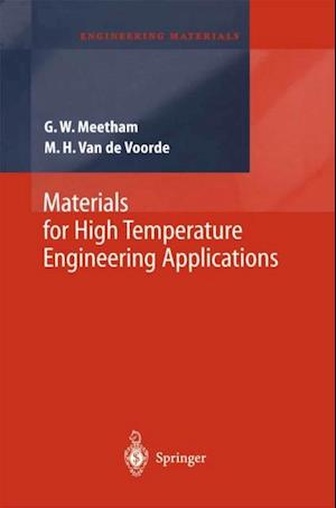 ENGINEERING MATERIALS
G. W. Meetham
M. H. Van de Voorde
Materials
for High Temperature
Engineering Applications
Springer